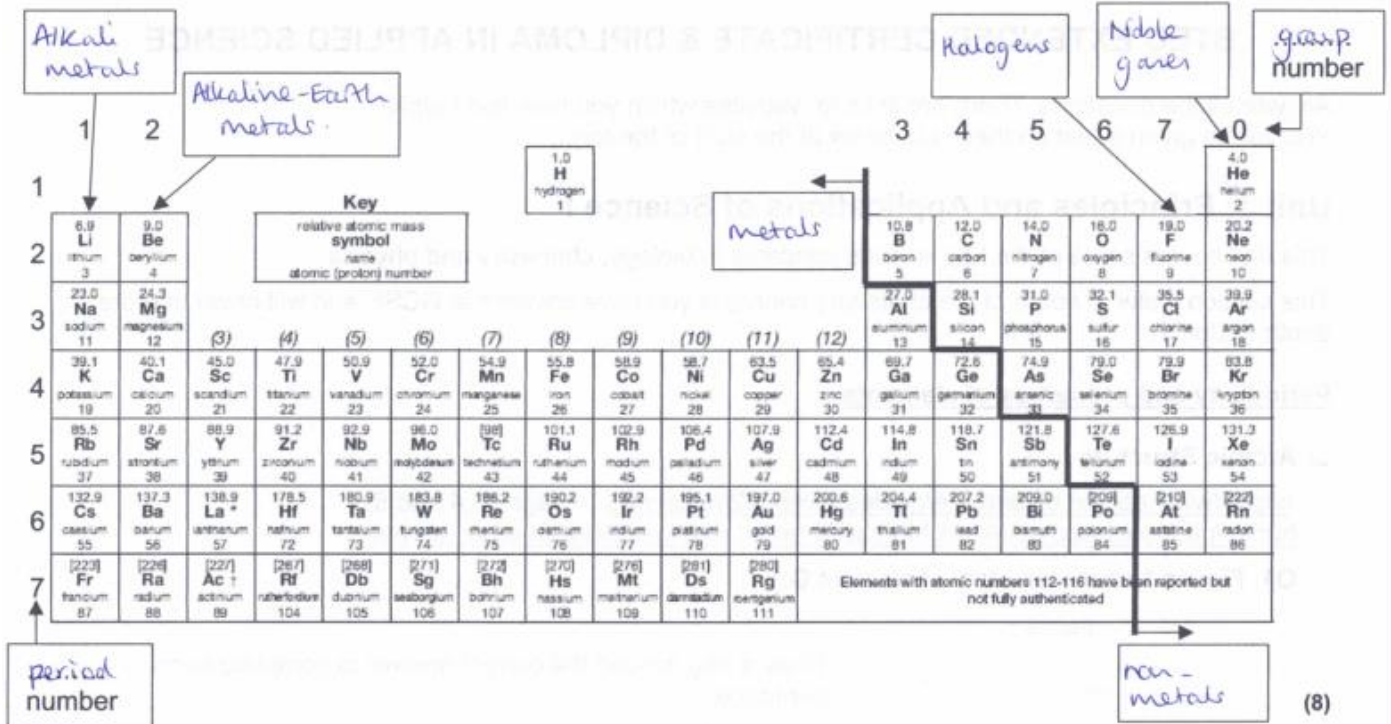 Alkali
metals
Alkaline-Earth
metals.
Halogens
Noble
gases
group
number
1 2 3 4 5 6 7 0
1
1.0
H
hydrogen
1
4.0
He
helium
2
metals
Key
relative atomic mass
symbol
name
atomic (proton) number
2
6.9 9.0 10.8 12.0 14.0 16.0 19.0 20.2
Li Be B C N O F Ne
lithium beryllium boron carbon nitrogen oxygen fluorine neon
3 4 5 6 7 8 9 10
3
23.0 24.3 27.0 28.1 31.0 32.1 35.5 39.9
Na Mg Al Si P S Cl Ar
sodium magnesium aluminium silicon phosphorus sulfur chlorine argon
11 12 13 14 15 16 17 18
(3) (4) (5) (6) (7) (8) (9) (10) (11) (12)
4
39.1 40.1 45.0 47.9 50.9 52.0 54.9 55.8 58.9 58.7 63.5 65.4 69.7 72.6 74.9 79.0 79.9 83.8
K Ca Sc Ti V Cr Mn Fe Co Ni Cu Zn Ga Ge As Se Br Kr
potassium calcium scandium titanium vanadium chromium manganese iron cobalt nickel copper zinc gallium germanium arsenic selenium bromine krypton
19 20 21 22 23 24 25 26 27 28 29 30 31 32 33 34 35 36
5
85.5 87.6 88.9 91.2 92.9 96.0 [98] 101.1 102.9 106.4 107.9 112.4 114.8 118.7 121.8 127.6 126.9 131.3
Rb Sr Y Zr Nb Mo Tc Ru Rh Pd Ag Cd In Sn Sb Te I Xe
rubidium strontium yttrium zirconium niobium molybdenum technetium ruthenium rhodium palladium silver cadmium indium tin antimony tellurium iodine xenon
37 38 39 40 41 42 43 44 45 46 47 48 49 50 51 52 53 54
6
132.9 137.3 138.9 178.5 180.9 183.8 186.2 190.2 192.2 195.1 197.0 200.6 204.4 207.2 209.0 [209] [210] [222]
Cs Ba La * Hf Ta W Re Os Ir Pt Au Hg Tl Pb Bi Po At Rn
caesium barium lanthanum hafnium tantalum tungsten rhenium osmium iridium platinum gold mercury thallium lead bismuth polonium astatine radon
55 56 57 72 73 74 75 76 77 78 79 80 81 82 83 84 85 86
7
[223] [226] [227] [267] [268] [271] [272] [270] [276] [281] [280]
Fr Ra Ac † Rf Db Sg Bh Hs Mt Ds Rg
francium radium actinium rutherfordium dubnium seaborgium bohrium hassium meitnerium darmstadtium roentgenium
87 88 89 104 105 106 107 108 109 110 111
Elements with atomic numbers 112-116 have been reported but
not fully authenticated
period
number
non-
metals
(8)